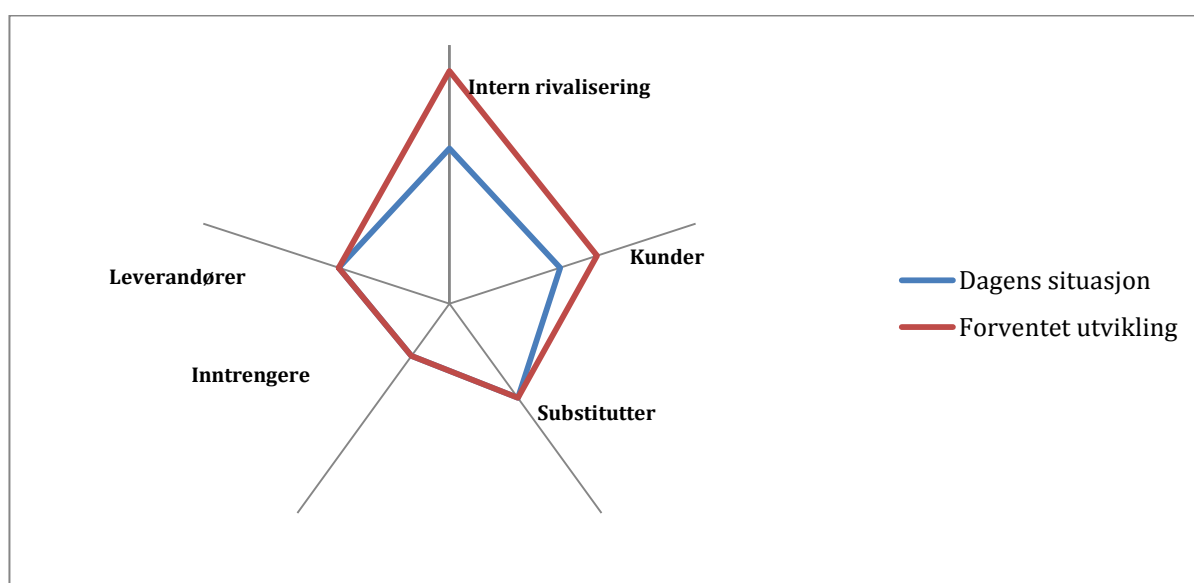 Intern rivalisering
Kunder
Leverandører
Dagens situasjon
Forventet utvikling
Inntrengere
Substitutter